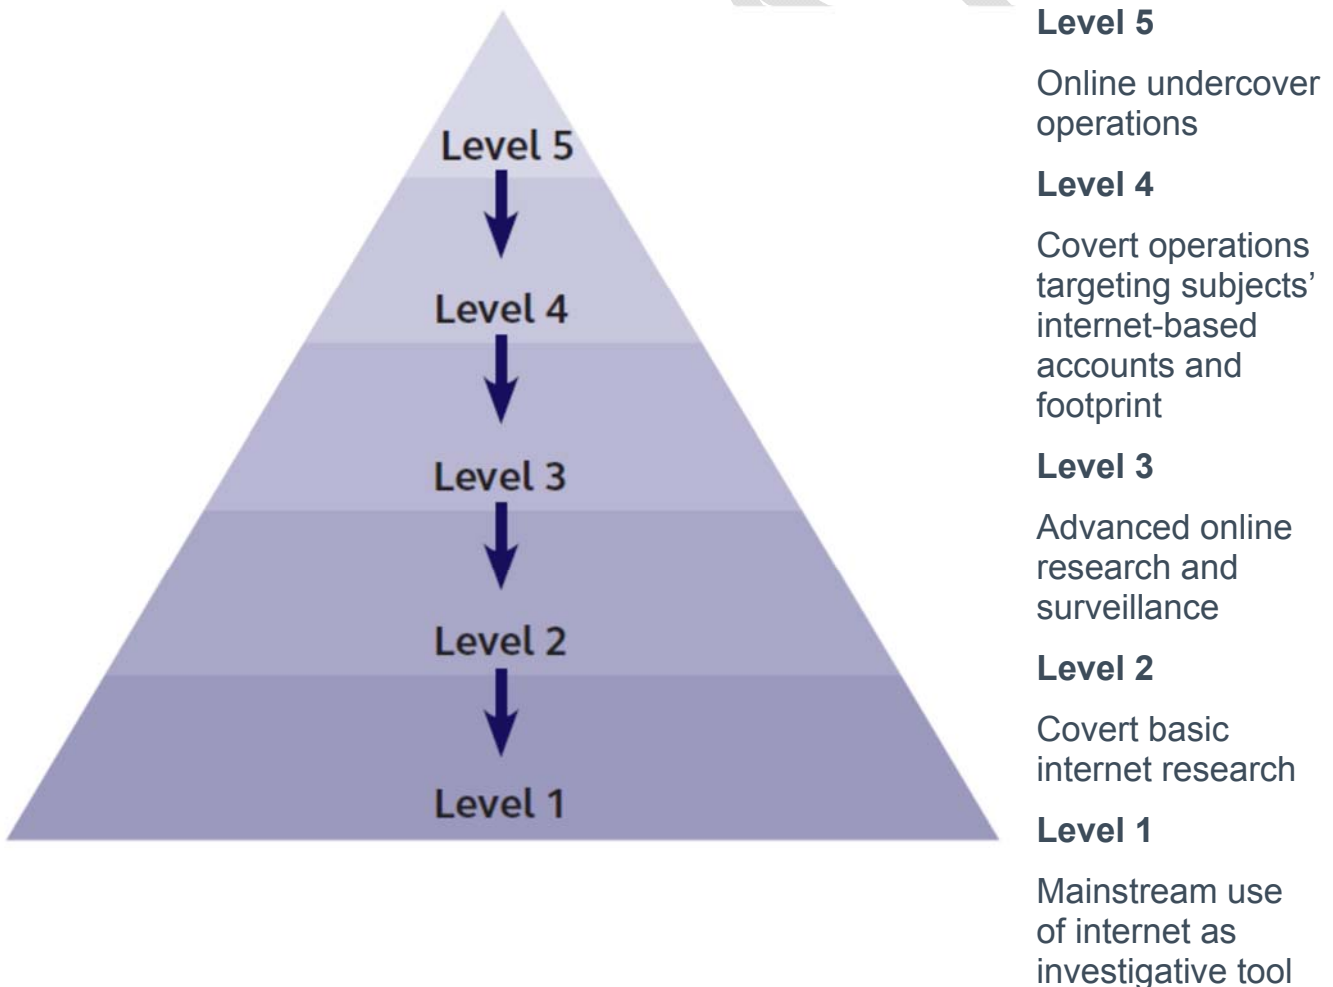 Level 5
Level 4
Level 3
Level 2
Level 1
Level 5
Online undercover
operations
Level 4
Covert operations
targeting subjects’
internet-based
accounts and
footprint
Level 3
Advanced online
research and
surveillance
Level 2
Covert basic
internet research
Level 1
Mainstream use
of internet as
investigative tool